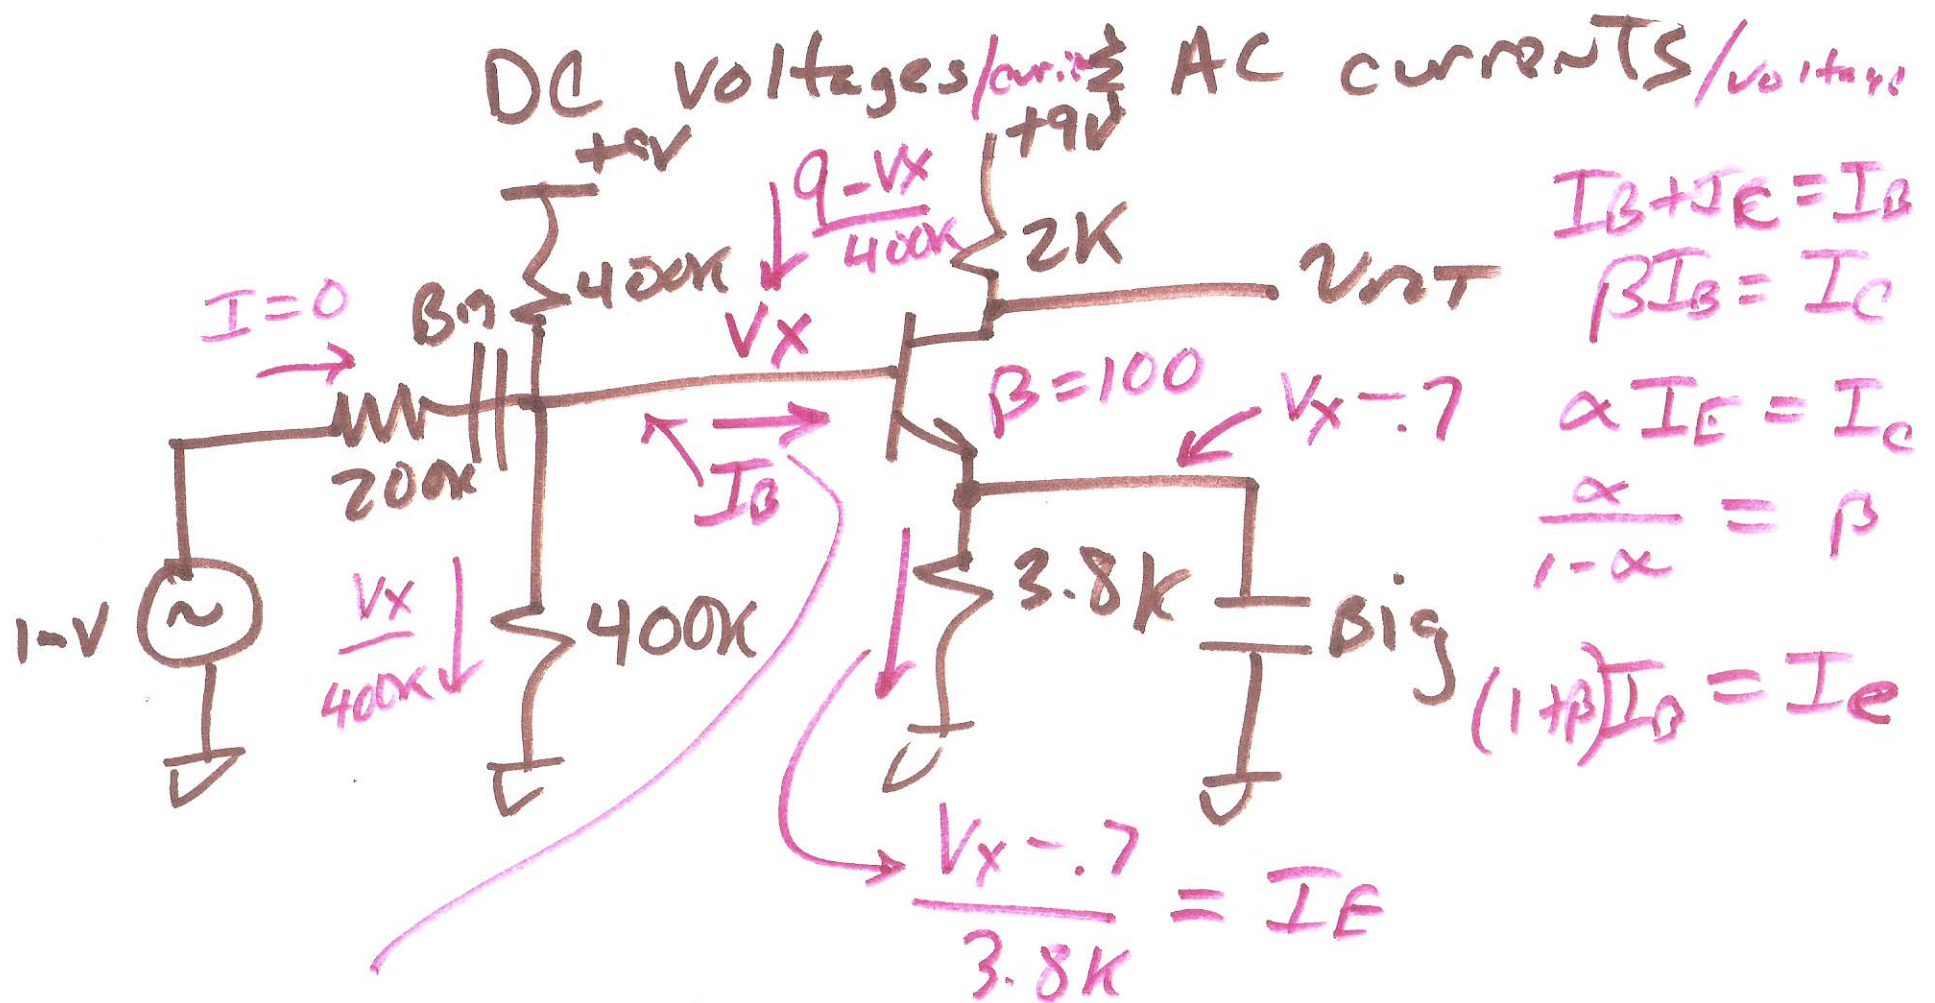 DC voltages/curr & AC currents/voltage
+9V
+9V
9-Vx
400K
2K
400K
I=0
Big
Vx
Vout
β=100
Vx-.7
200K
IB
1mV
Vx
400K
400K
3.8K
Big
Vx-.7
3.8K
= IE
IB+IC=IB
βIB=IC
αIE=IC
α
1-α
= β
(1+β)IB=Ie